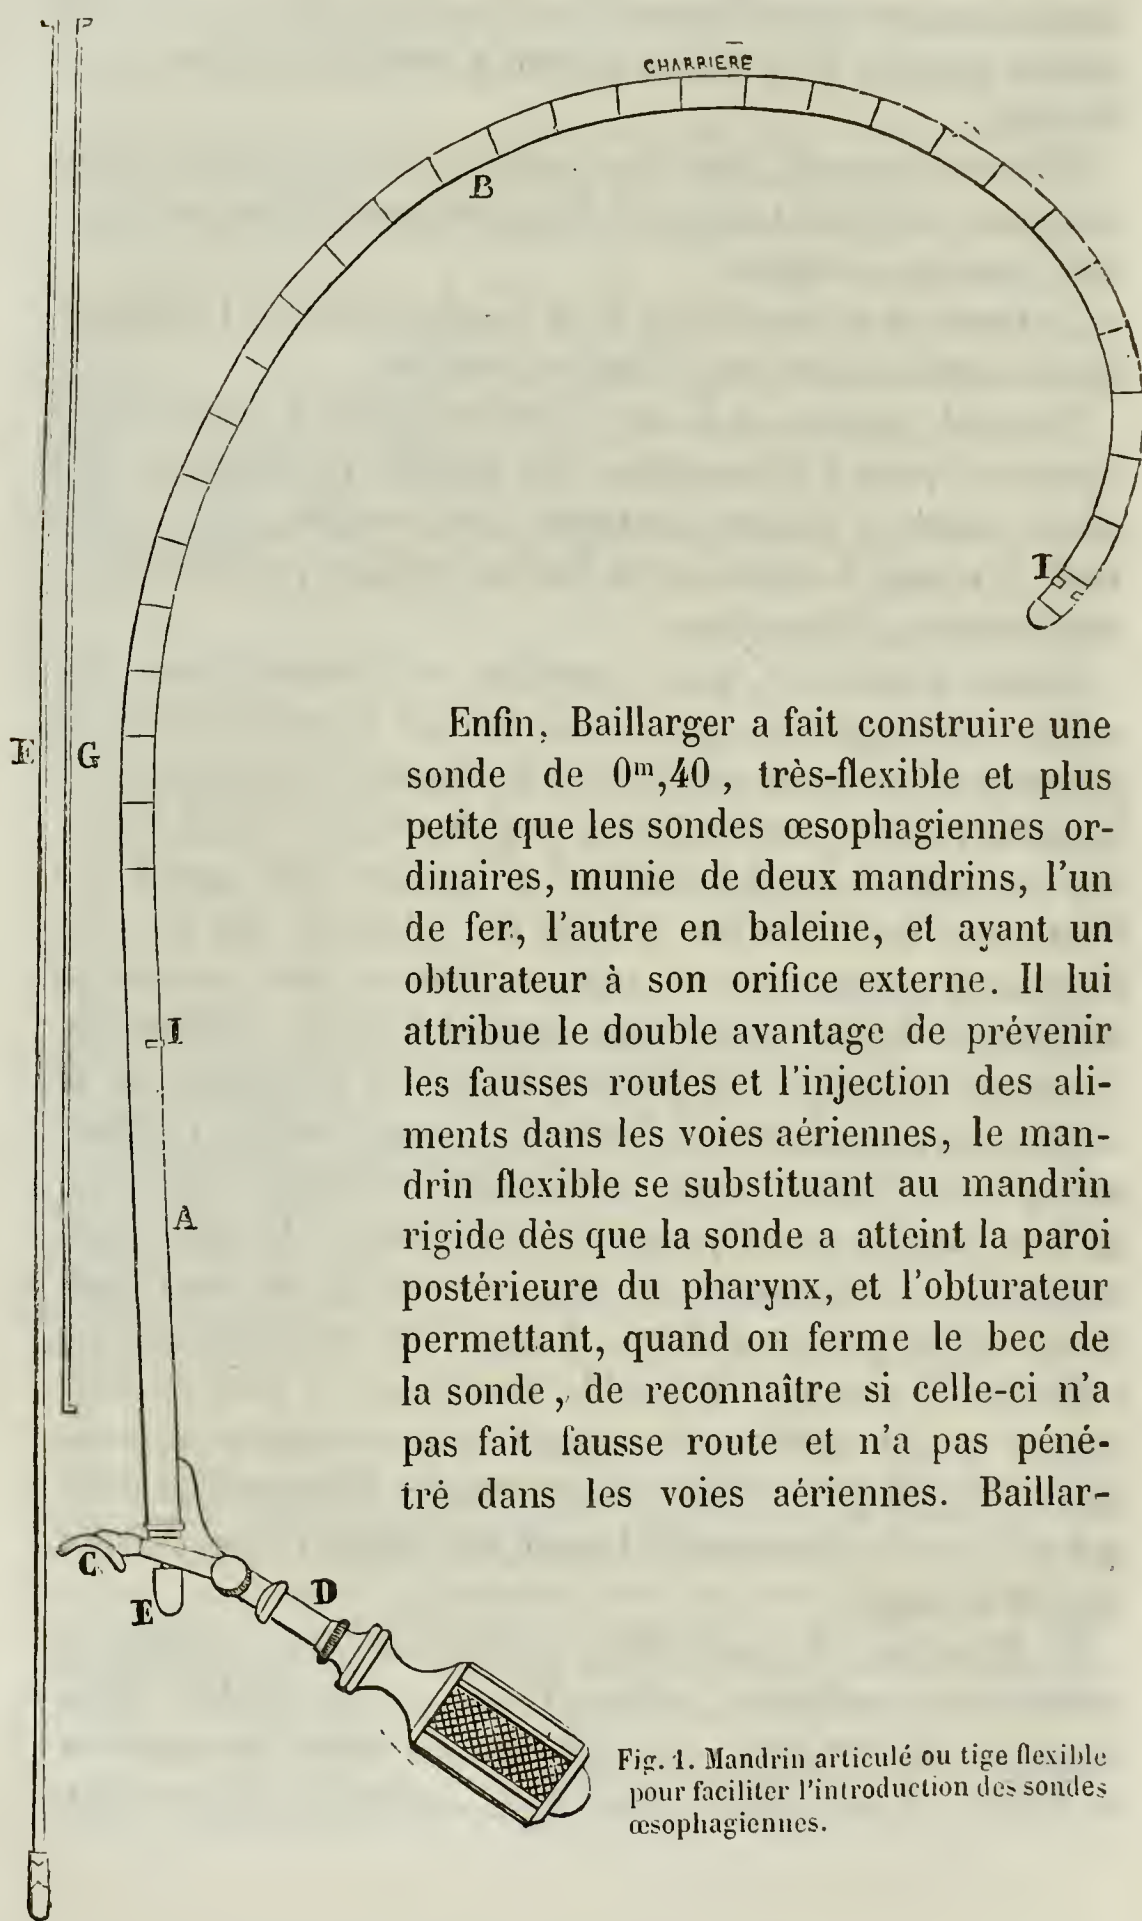 CHARRIÈRE
B
I
Enfin, Baillarger a fait construire une
sonde de 0ᵐ,40, très-flexible et plus
petite que les sondes œsophagiennes or-
dinaires, munie de deux mandrins, l'un
de fer, l'autre en baleine, et ayant un
obturateur à son orifice externe. Il lui
attribue le double avantage de prévenir
les fausses routes et l'injection des ali-
ments dans les voies aériennes, le man-
drin flexible se substituant au mandrin
rigide dès que la sonde a atteint la paroi
postérieure du pharynx, et l'obturateur
permettant, quand on ferme le bec de
la sonde, de reconnaître si celle-ci n'a
pas fait fausse route et n'a pas péné-
tré dans les voies aériennes. Baillar-
G
I
A
C
E
D
Fig. 1. Mandrin articulé ou tige flexible
pour faciliter l'introduction des sondes
œsophagiennes.